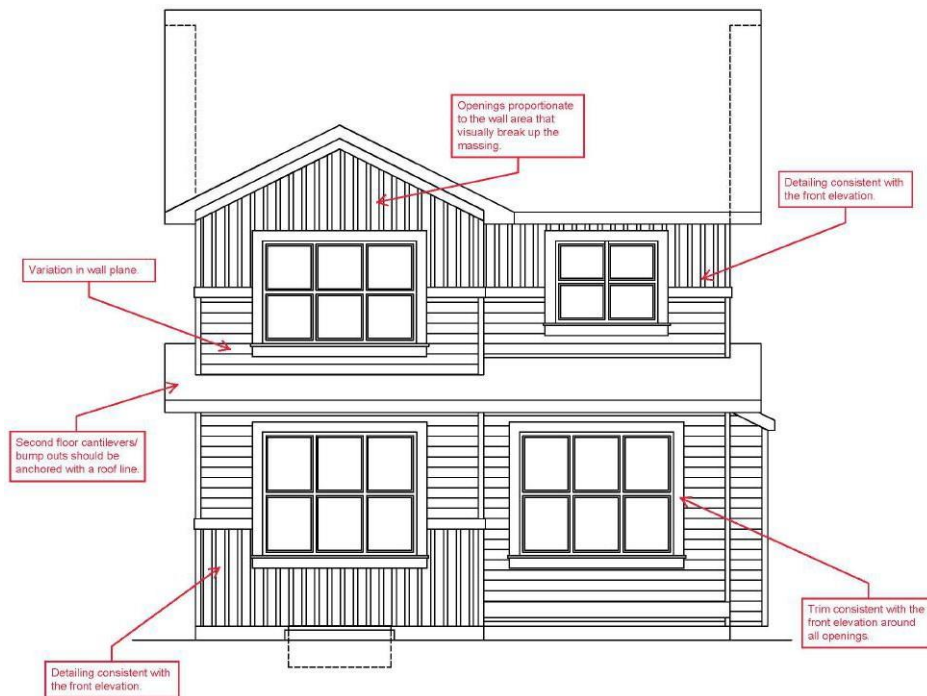 Openings proportionate
to the wall area that
visually break up the
massing.
Detailing consistent with
the front elevation.
Variation in wall plane.
Second floor cantilevers/
bump outs should be
anchored with a roof line.
Trim consistent with the
front elevation around
all openings.
Detailing consistent with
the front elevation.